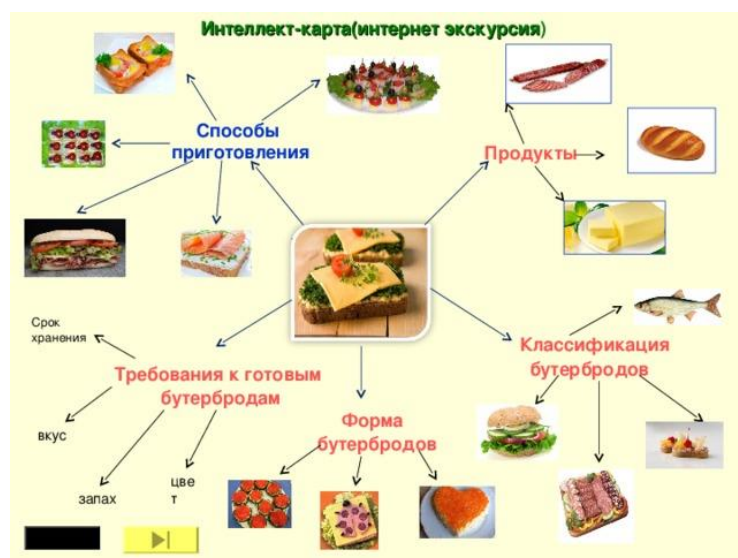 Интеллект-карта(интернет экскурсия)
Способы
приготовления
Продукты
Срок
хранения
Требования к готовым
бутербродам
Классификация
бутербродов
вкус
Форма
бутербродов
запах
цве
т